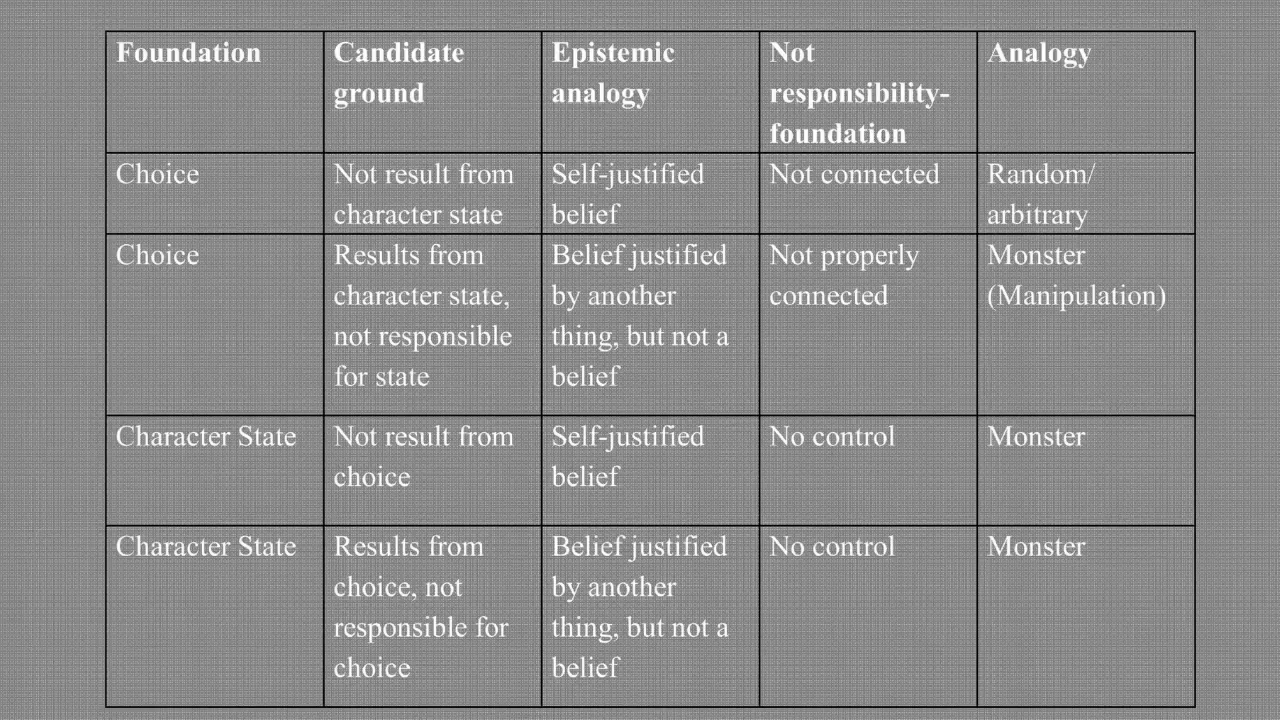 Foundation
Candidate
ground
Epistemic
analogy
Not
responsibility-
foundation
Analogy
Choice
Not result from
character state
Self-justified
belief
Not connected
Random/
arbitrary
Choice
Results from
character state,
not responsible
for state
Belief justified
by another
thing, but not a
belief
Not properly
connected
Monster
(Manipulation)
Character State
Not result from
choice
Self-justified
belief
No control
Monster
Character State
Results from
choice, not
responsible for
choice
Belief justified
by another
thing, but not a
belief
No control
Monster